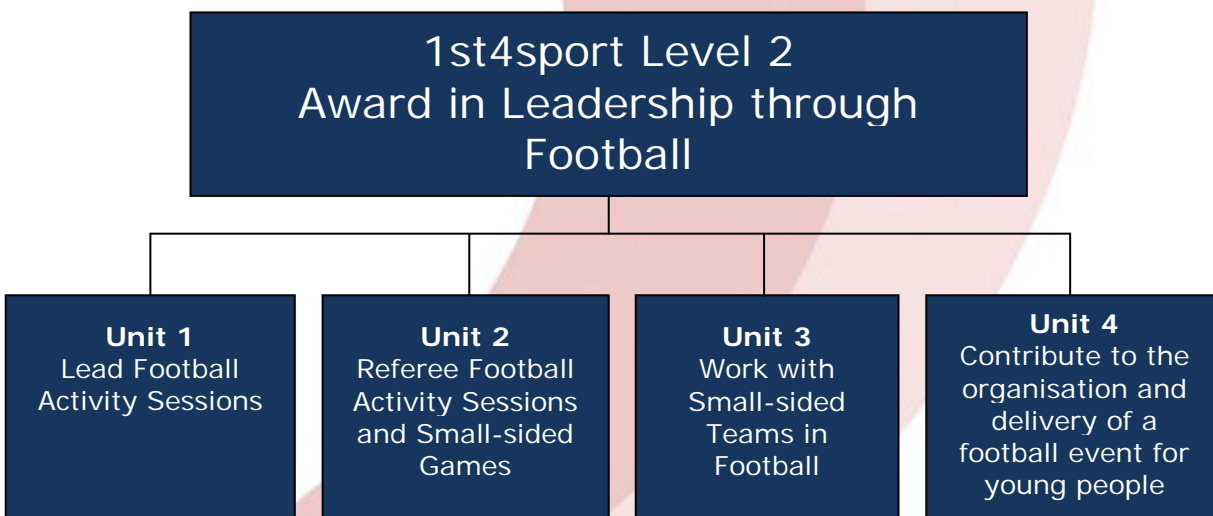 1st4sport Level 2
Award in Leadership through
Football
Unit 1
Lead Football
Activity Sessions
Unit 2
Referee Football
Activity Sessions
and Small-sided
Games
Unit 3
Work with
Small-sided
Teams in
Football
Unit 4
Contribute to the
organisation and
delivery of a
football event for
young people